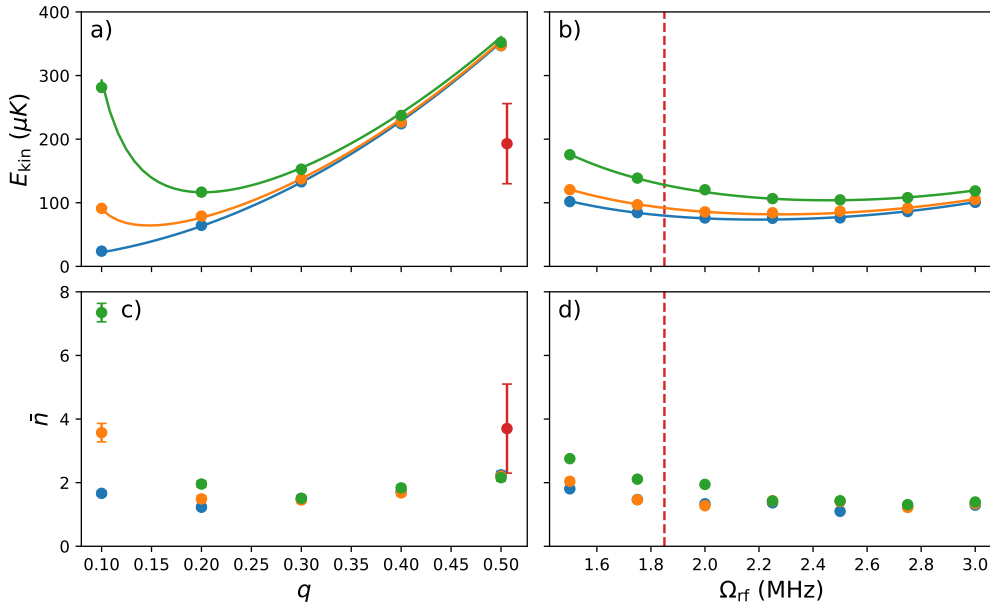 a)
b)
400
300
200
100
0
E_kin (μK)
c)
d)
8
6
4
2
0
n̄
0.10 0.15 0.20 0.25 0.30 0.35 0.40 0.45 0.50
1.6 1.8 2.0 2.2 2.4 2.6 2.8 3.0
q
Ω_rf (MHz)